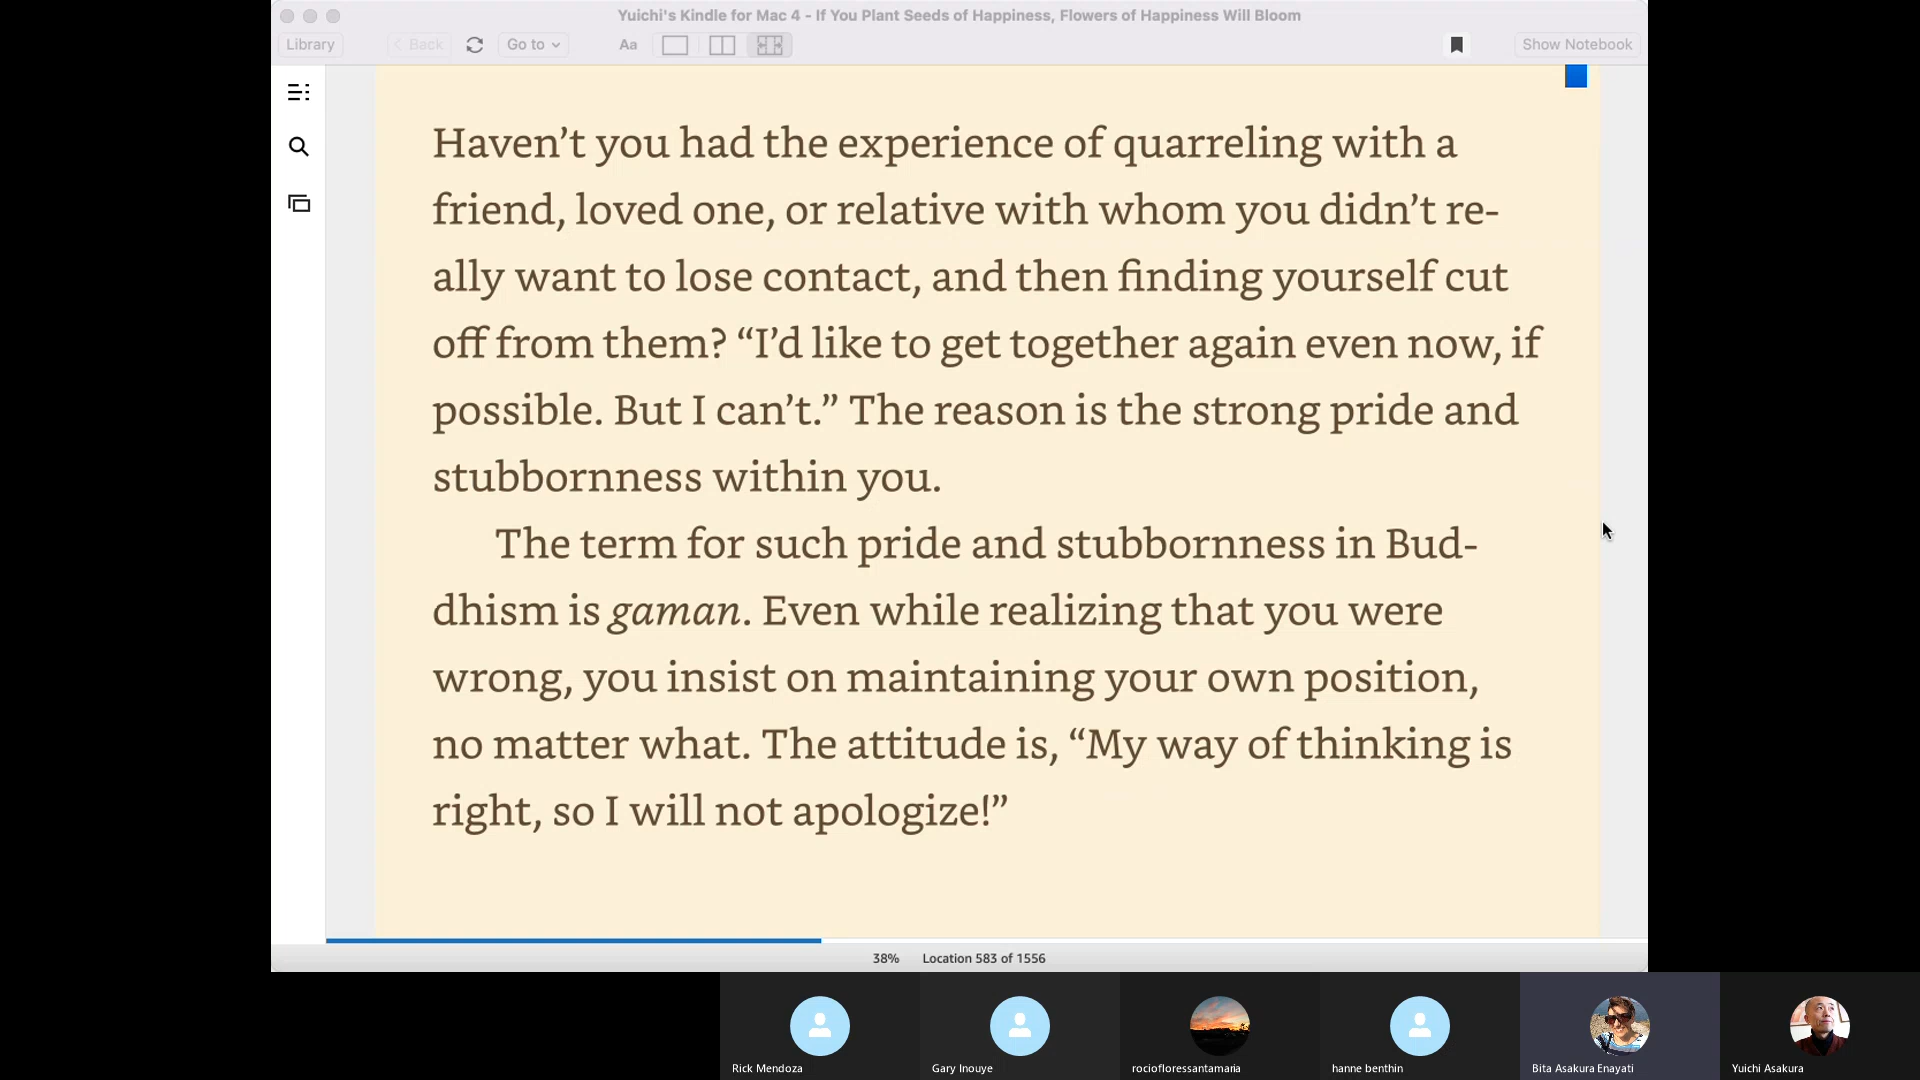 Yuichi's Kindle for Mac 4 - If You Plant Seeds of Happiness, Flowers of Happiness Will Bloom
Library
Back
Go to
Aa
Show Notebook
Haven’t you had the experience of quarreling with a
friend, loved one, or relative with whom you didn’t re-
ally want to lose contact, and then finding yourself cut
off from them? “I’d like to get together again even now, if
possible. But I can’t.” The reason is the strong pride and
stubbornness within you.
The term for such pride and stubbornness in Bud-
dhism is gaman. Even while realizing that you were
wrong, you insist on maintaining your own position,
no matter what. The attitude is, “My way of thinking is
right, so I will not apologize!”
38% Location 583 of 1556
Rick Mendoza
Gary Inouye
rociofloressantamaria
hanne benthin
Bita Asakura Enayati
Yuichi Asakura